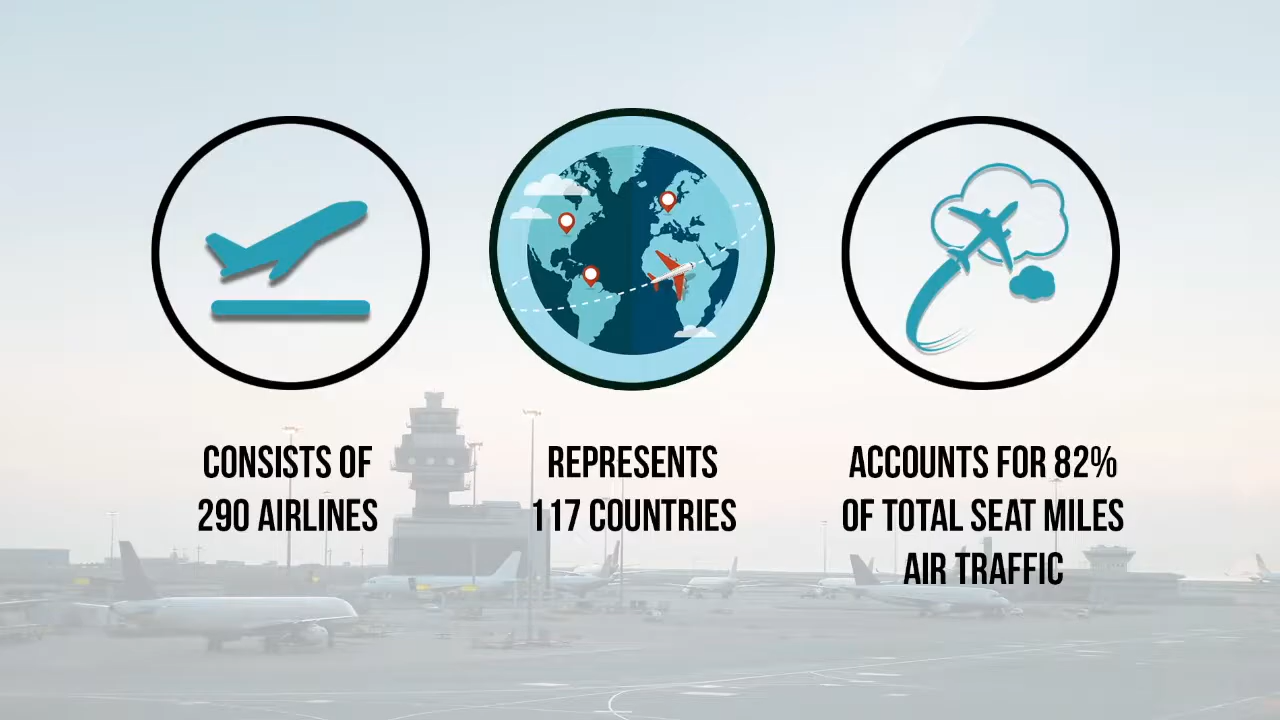 CONSISTS OF
290 AIRLINES
REPRESENTS
117 COUNTRIES
ACCOUNTS FOR 82%
OF TOTAL SEAT MILES
AIR TRAFFIC